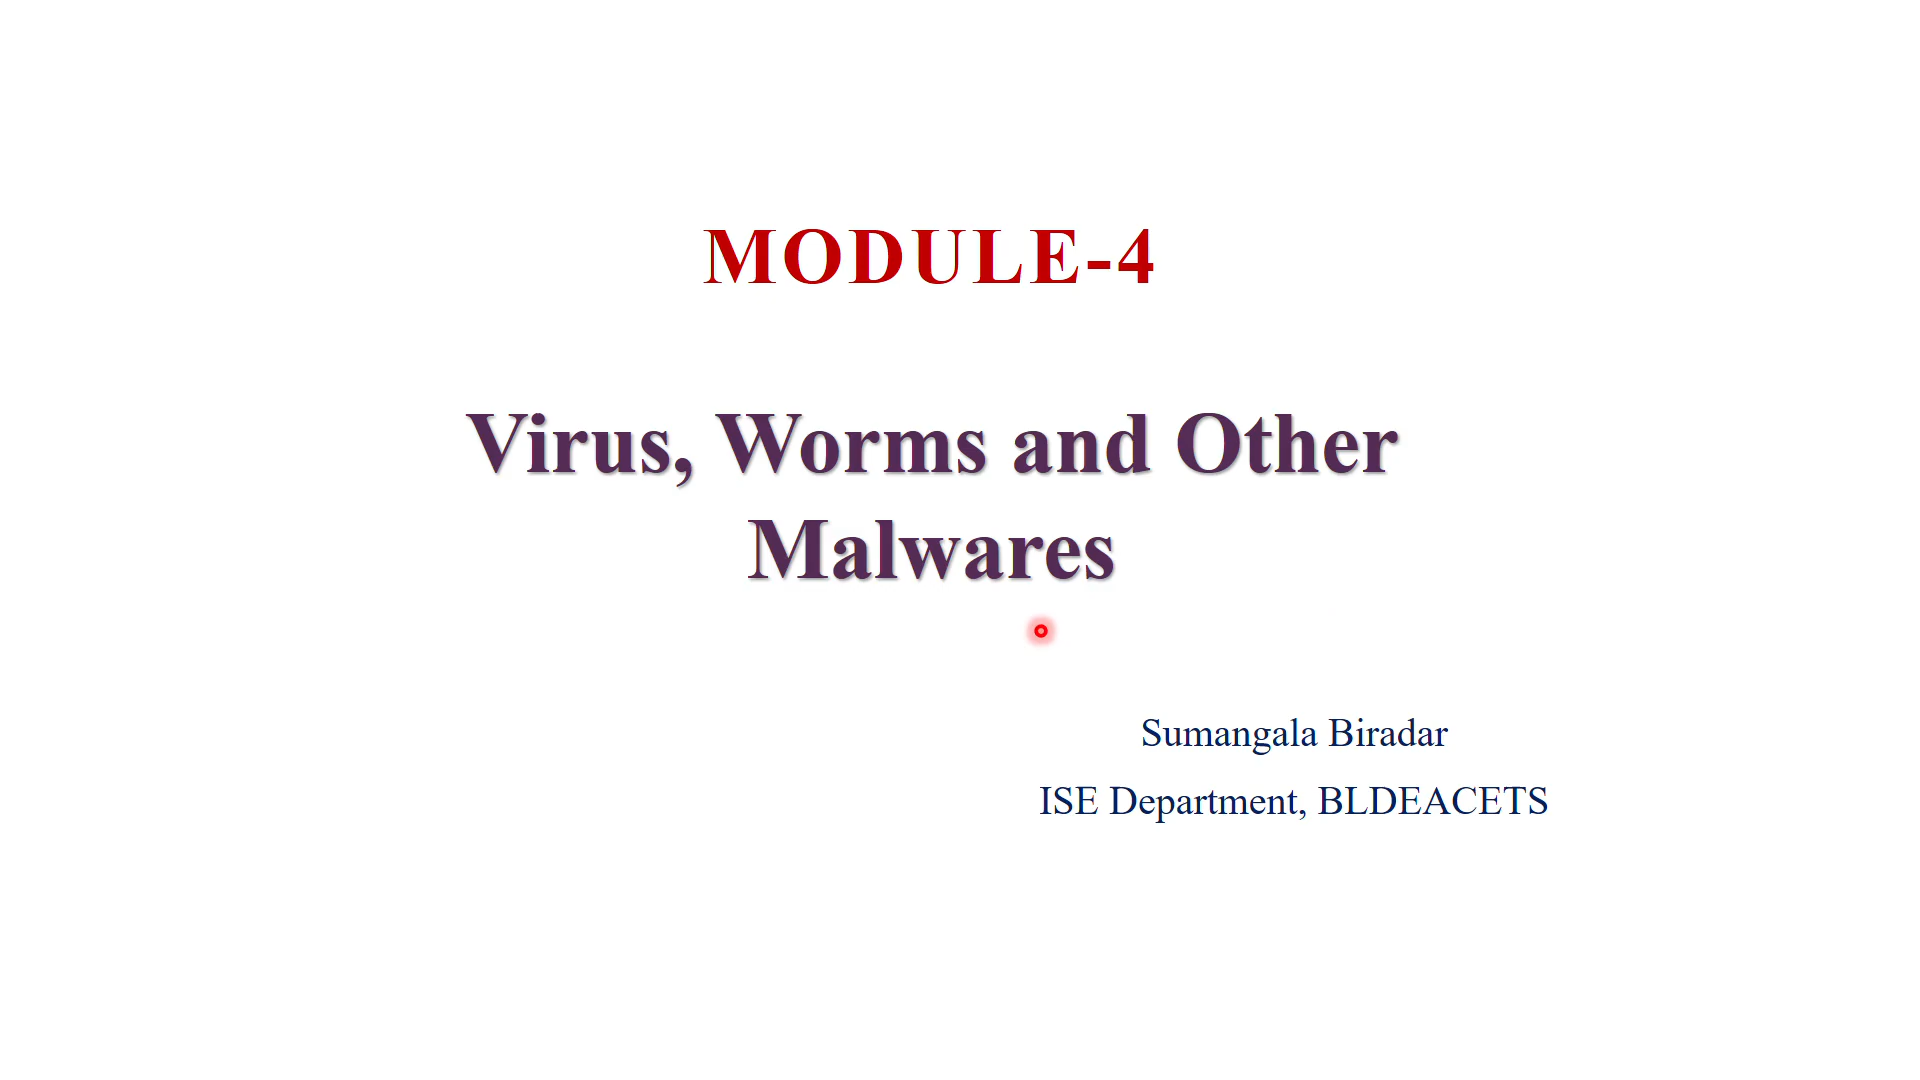 MODULE-4
Virus, Worms and Other
Malwares
Sumangala Biradar
ISE Department, BLDEACETS